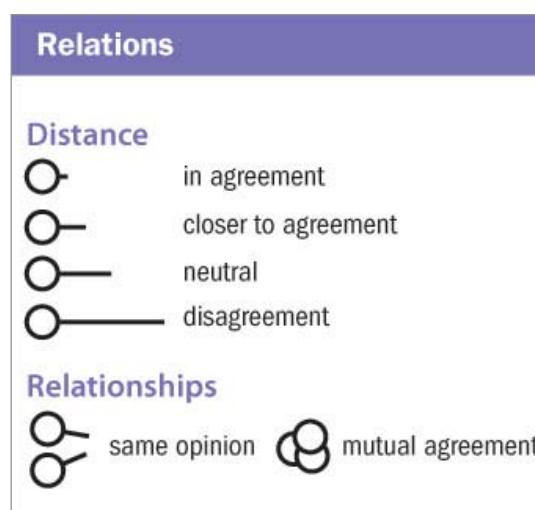 Relations
Distance
in agreement
closer to agreement
neutral
disagreement
Relationships
same opinion mutual agreement